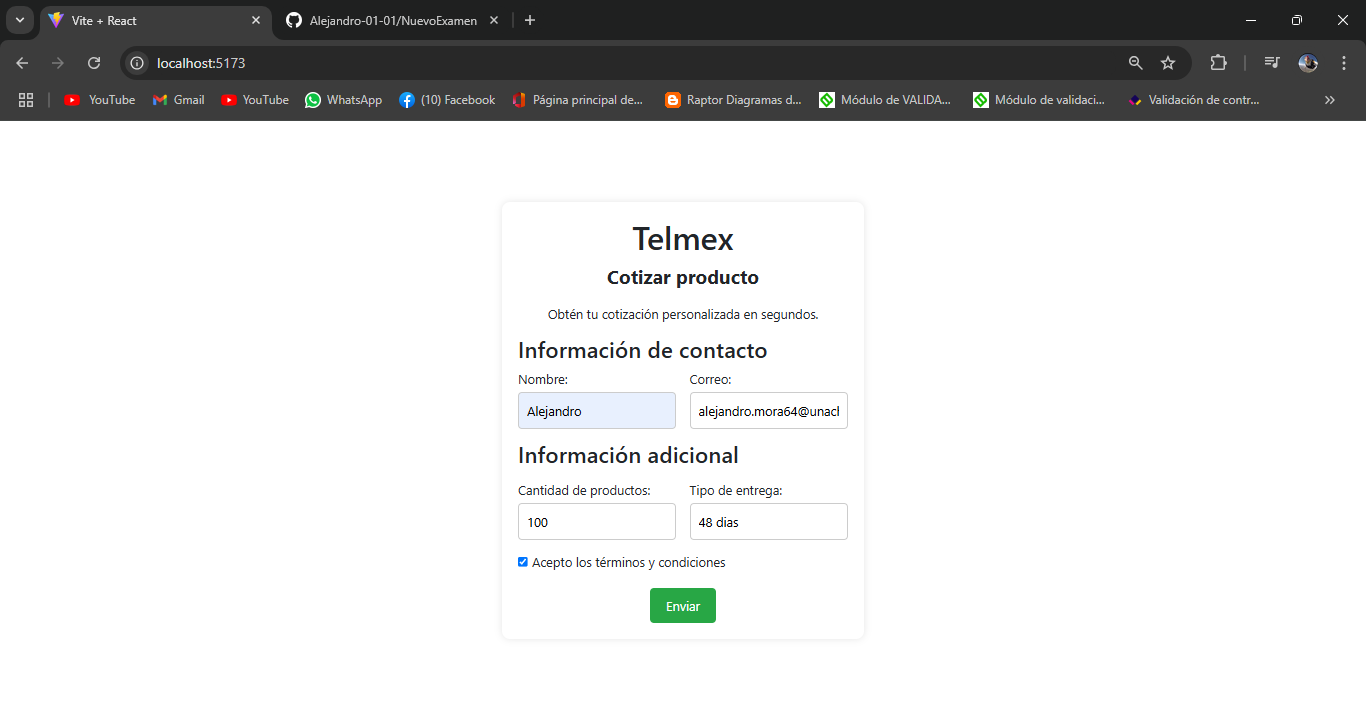 Vite + React
Alejandro-01-01/NuevoExamen
localhost:5173
YouTube
Gmail
YouTube
WhatsApp
(10) Facebook
Página principal de...
Raptor Diagramas d...
Módulo de VALIDA...
Módulo de validaci...
Validación de contr...
Telmex
Cotizar producto
Obtén tu cotización personalizada en segundos.
Información de contacto
Nombre: Correo:
Alejandro alejandro.mora64@unacl
Información adicional
Cantidad de productos: Tipo de entrega:
100 48 dias
Acepto los términos y condiciones
Enviar